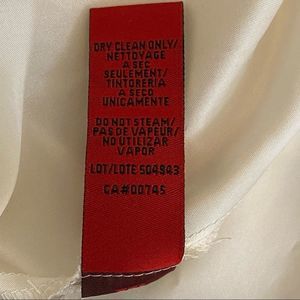 DRY CLEAN ONLY/
NETTOYAGE
A SEC
SEULEMENT/
TINTORERIA
A SECO
UNICAMENTE
DO NOT STEAM/
PAS DE VAPEUR/
NO UTILIZAR
VAPOR
LOT/LOTE 504943
CA#00745